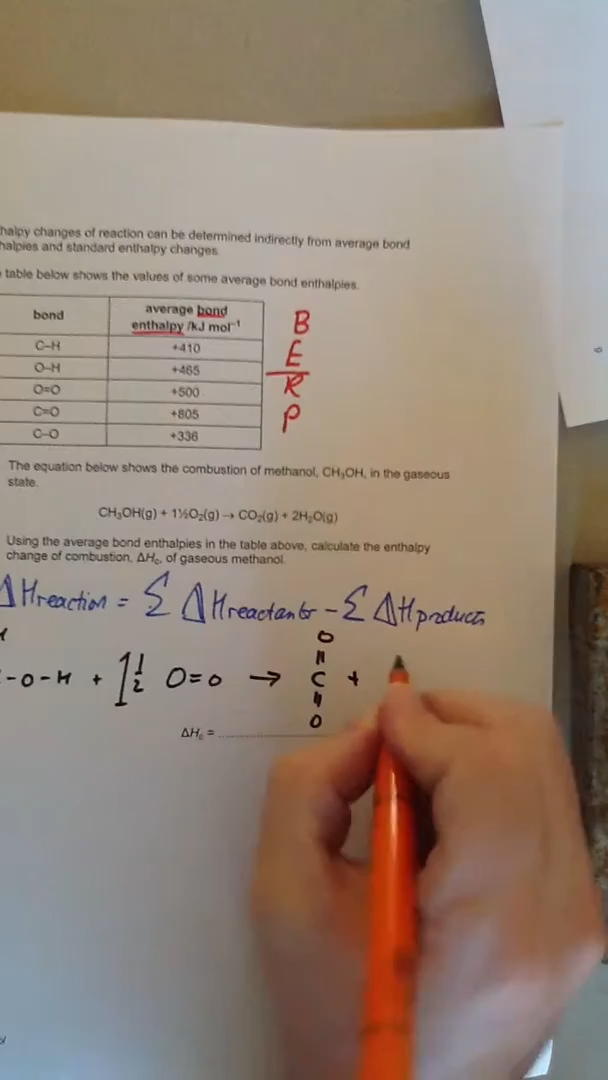 halpy changes of reaction can be determined indirectly from average bond
halpies and standard enthalpy changes.
table below shows the values of some average bond enthalpies.
bond average bond enthalpy /kJ mol⁻¹
C–H +410
O–H +465
O=O +500
C=O +805
C–O +336
B
E
R
P
The equation below shows the combustion of methanol, CH₃OH, in the gaseous
state.
CH₃OH(g) + 1½O₂(g) → CO₂(g) + 2H₂O(g)
Using the average bond enthalpies in the table above, calculate the enthalpy
change of combustion, ΔHc, of gaseous methanol.
ΔHreaction = Σ ΔHreactants - Σ ΔHproducts
-O-H + 1½ O=O → O=C=O +
ΔHc = ........................